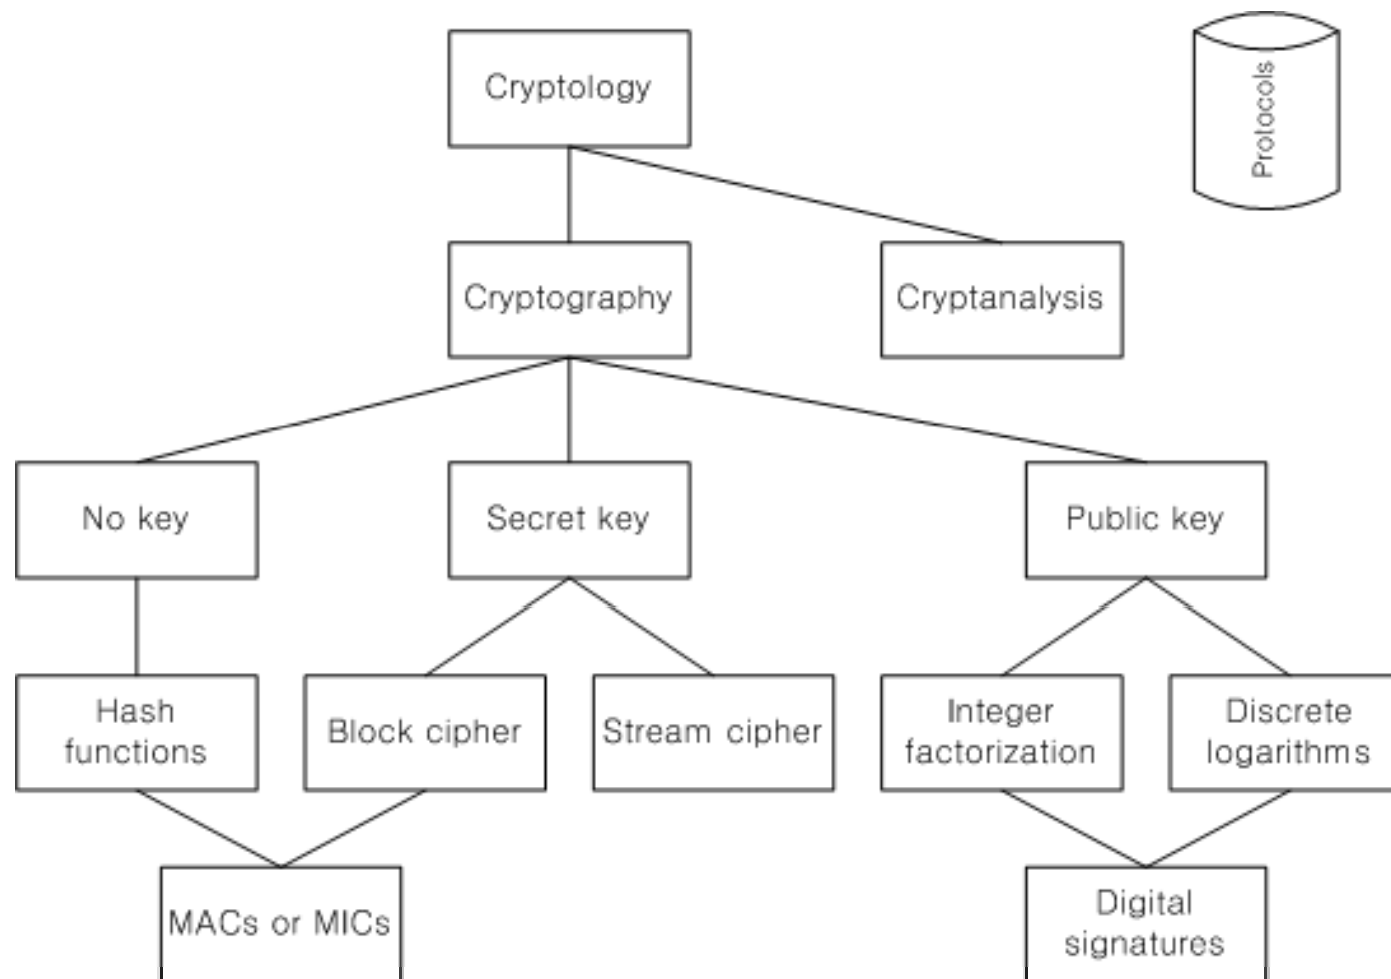 Cryptology
Protocols
Cryptography
Cryptanalysis
No key
Secret key
Public key
Hash
functions
Block cipher
Stream cipher
Integer
factorization
Discrete
logarithms
MACs or MICs
Digital
signatures